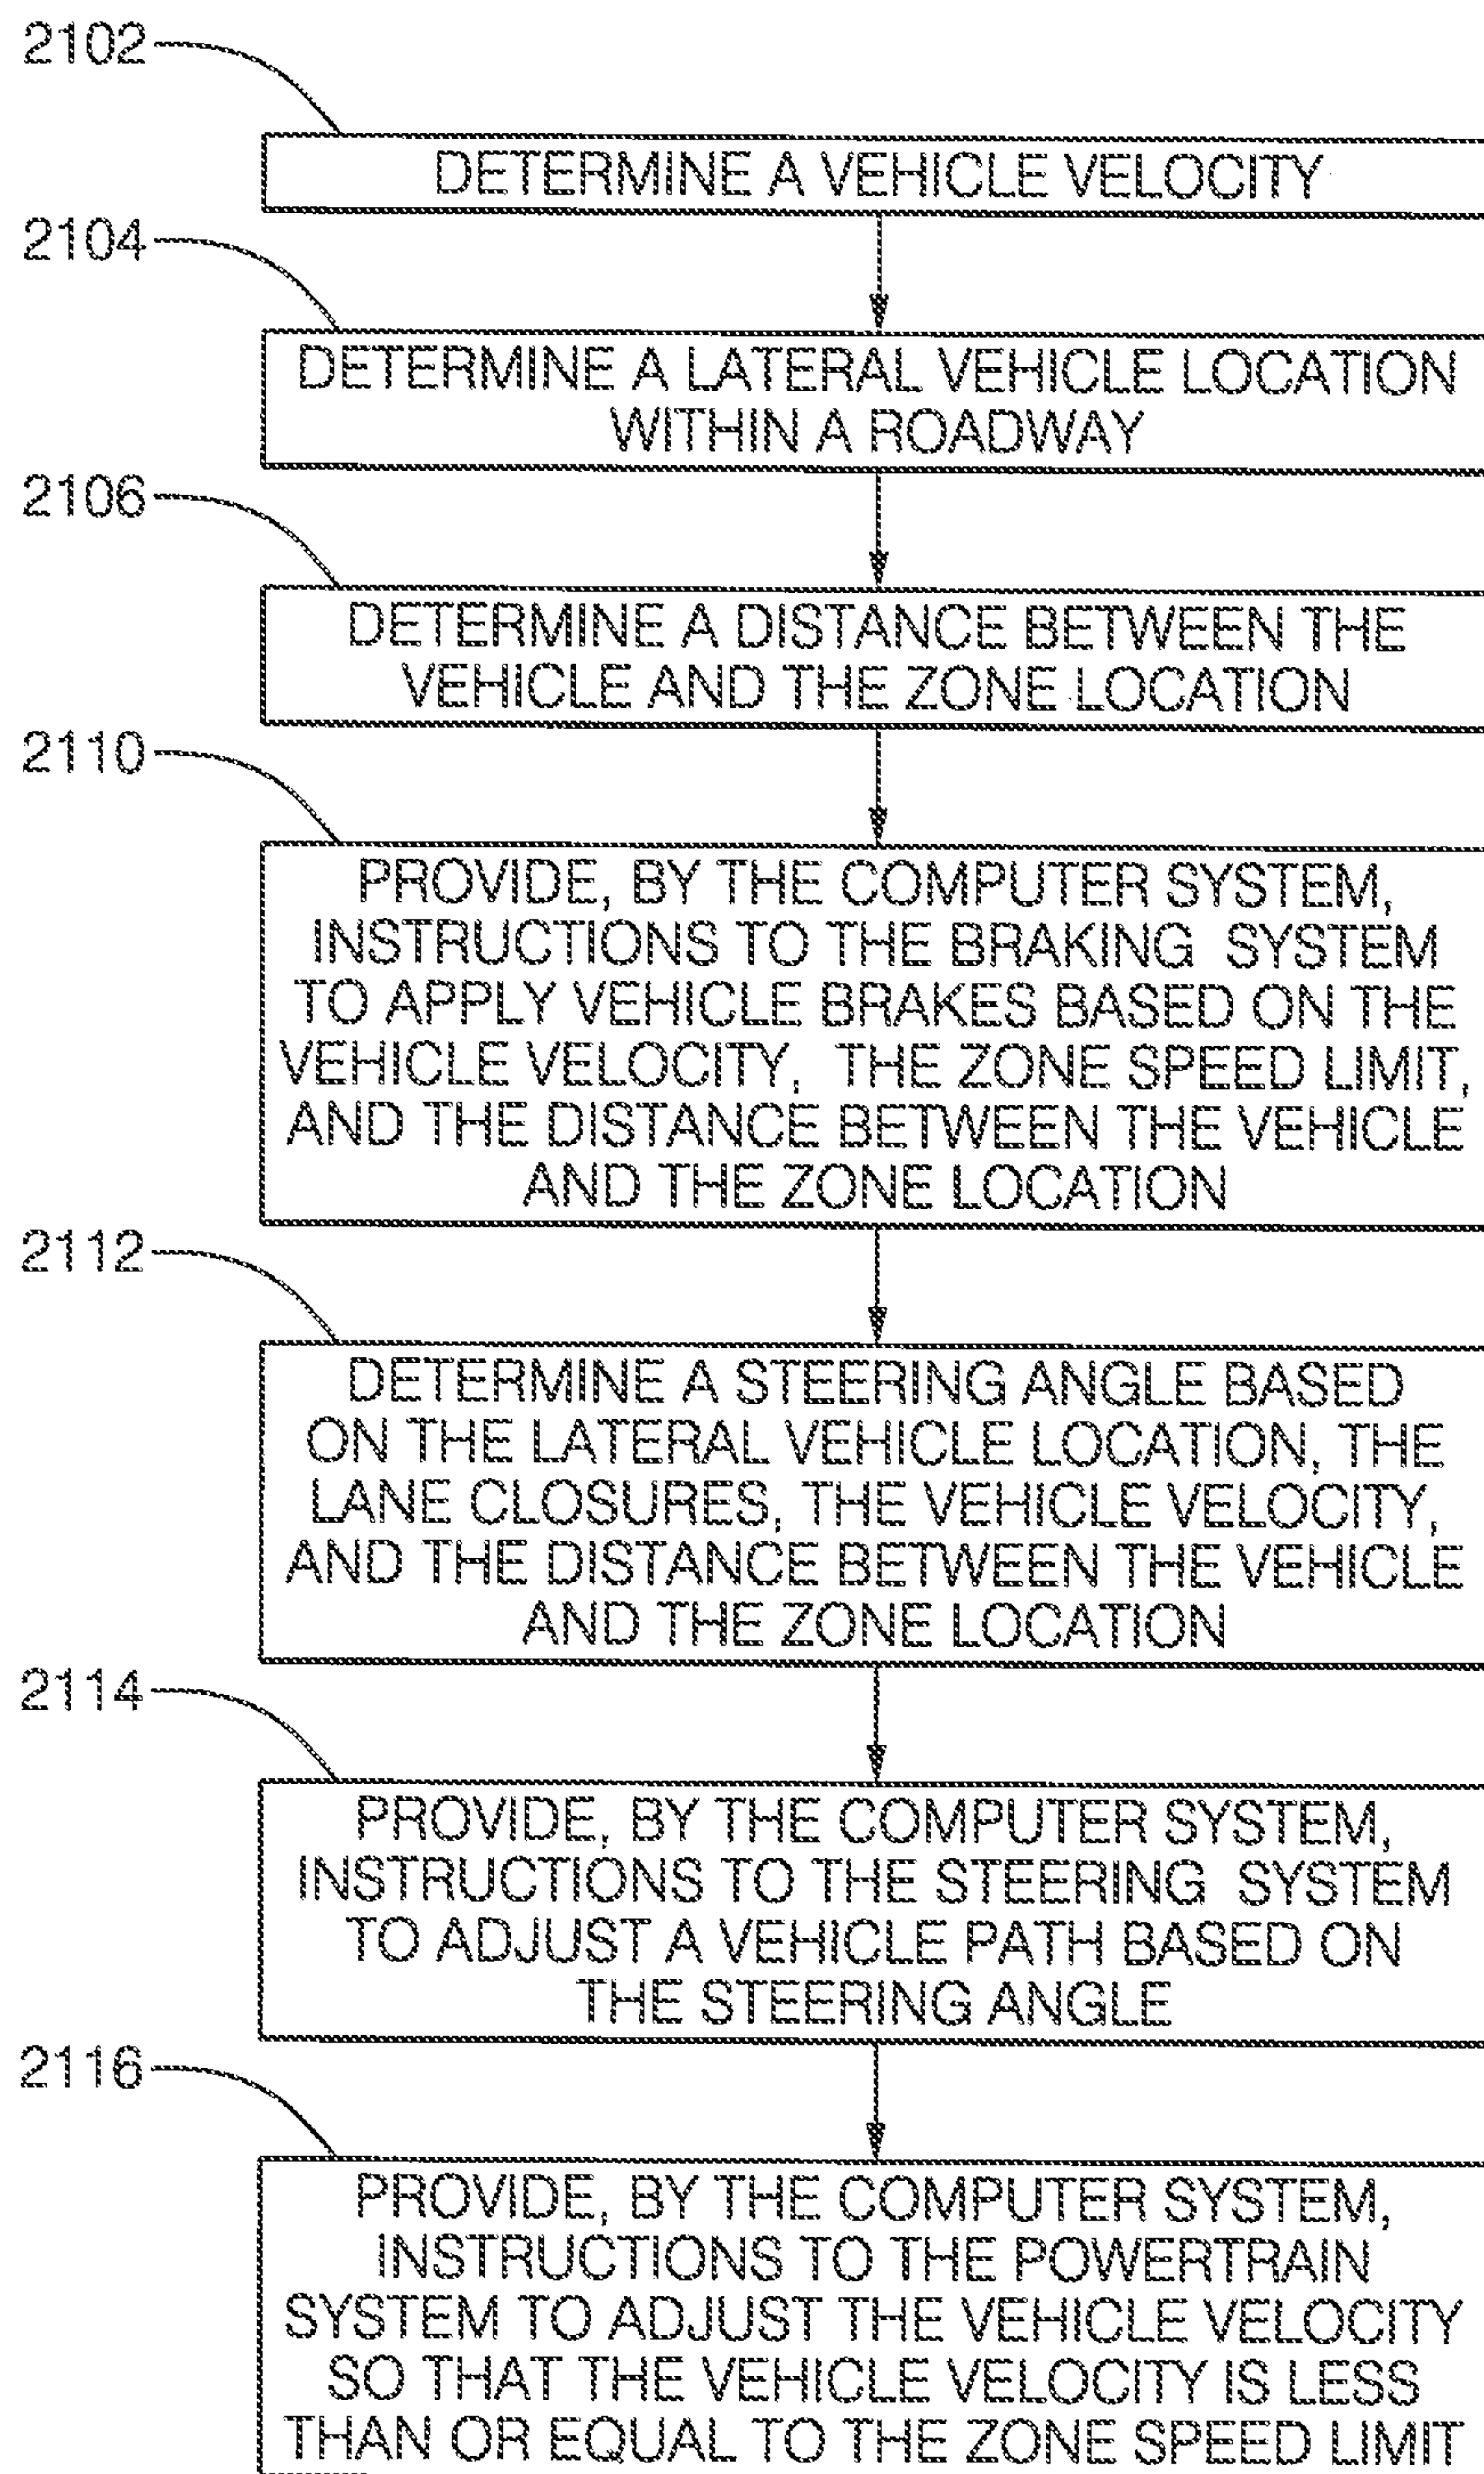 2102
DETERMINE A VEHICLE VELOCITY
2104
DETERMINE A LATERAL VEHICLE LOCATION
WITHIN A ROADWAY
2106
DETERMINE A DISTANCE BETWEEN THE
VEHICLE AND THE ZONE LOCATION
2110
PROVIDE, BY THE COMPUTER SYSTEM,
INSTRUCTIONS TO THE BRAKING SYSTEM
TO APPLY VEHICLE BRAKES BASED ON THE
VEHICLE VELOCITY, THE ZONE SPEED LIMIT,
AND THE DISTANCE BETWEEN THE VEHICLE
AND THE ZONE LOCATION
2112
DETERMINE A STEERING ANGLE BASED
ON THE LATERAL VEHICLE LOCATION, THE
LANE CLOSURES, THE VEHICLE VELOCITY,
AND THE DISTANCE BETWEEN THE VEHICLE
AND THE ZONE LOCATION
2114
PROVIDE, BY THE COMPUTER SYSTEM,
INSTRUCTIONS TO THE STEERING SYSTEM
TO ADJUST A VEHICLE PATH BASED ON
THE STEERING ANGLE
2116
PROVIDE, BY THE COMPUTER SYSTEM,
INSTRUCTIONS TO THE POWERTRAIN
SYSTEM TO ADJUST THE VEHICLE VELOCITY
SO THAT THE VEHICLE VELOCITY IS LESS
THAN OR EQUAL TO THE ZONE SPEED LIMIT